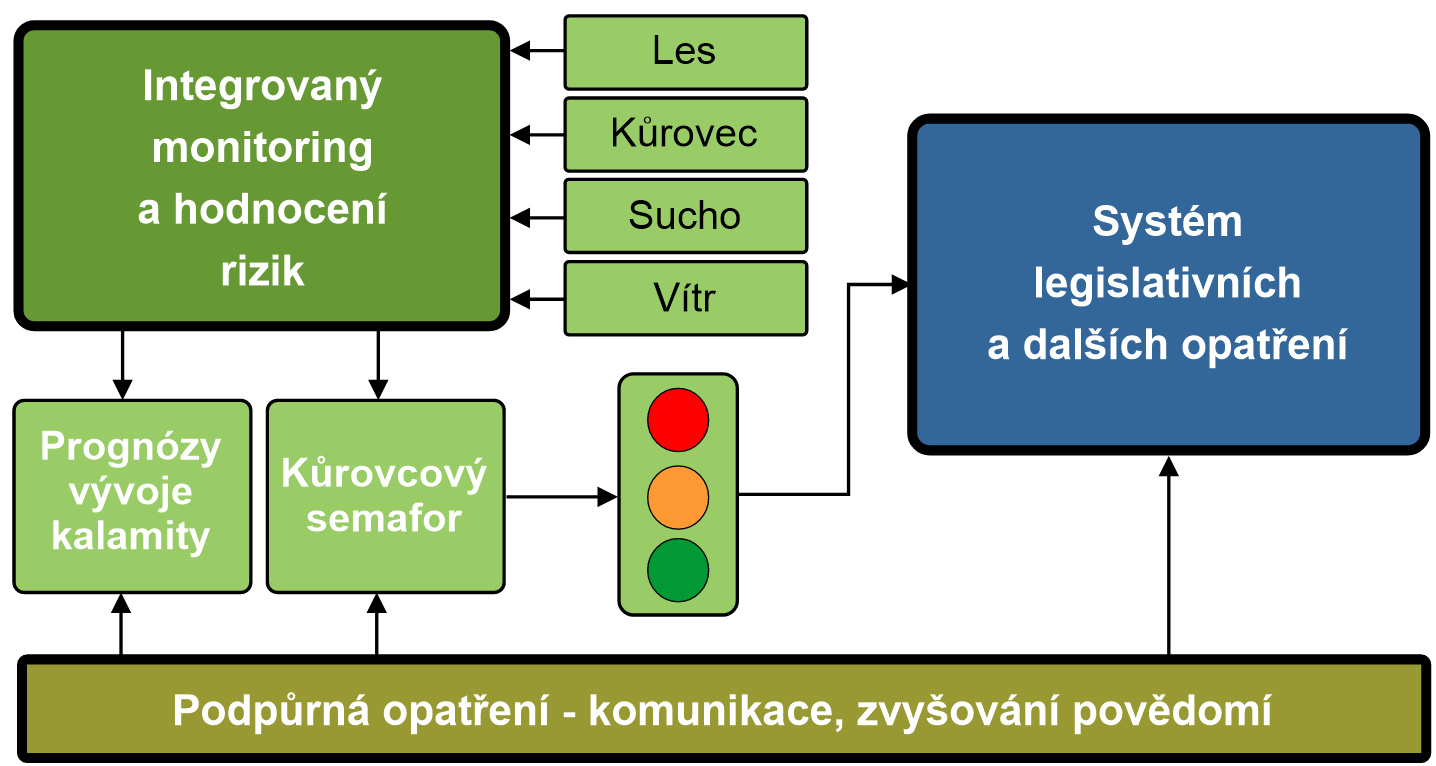 Integrovaný
monitoring
a hodnocení
rizik
Les
Kůrovec
Sucho
Vítr
Systém
legislativních
a dalších opatření
Prognózy
vývoje
kalamity
Kůrovcový
semafor
Podpůrná opatření - komunikace, zvyšování povědomí